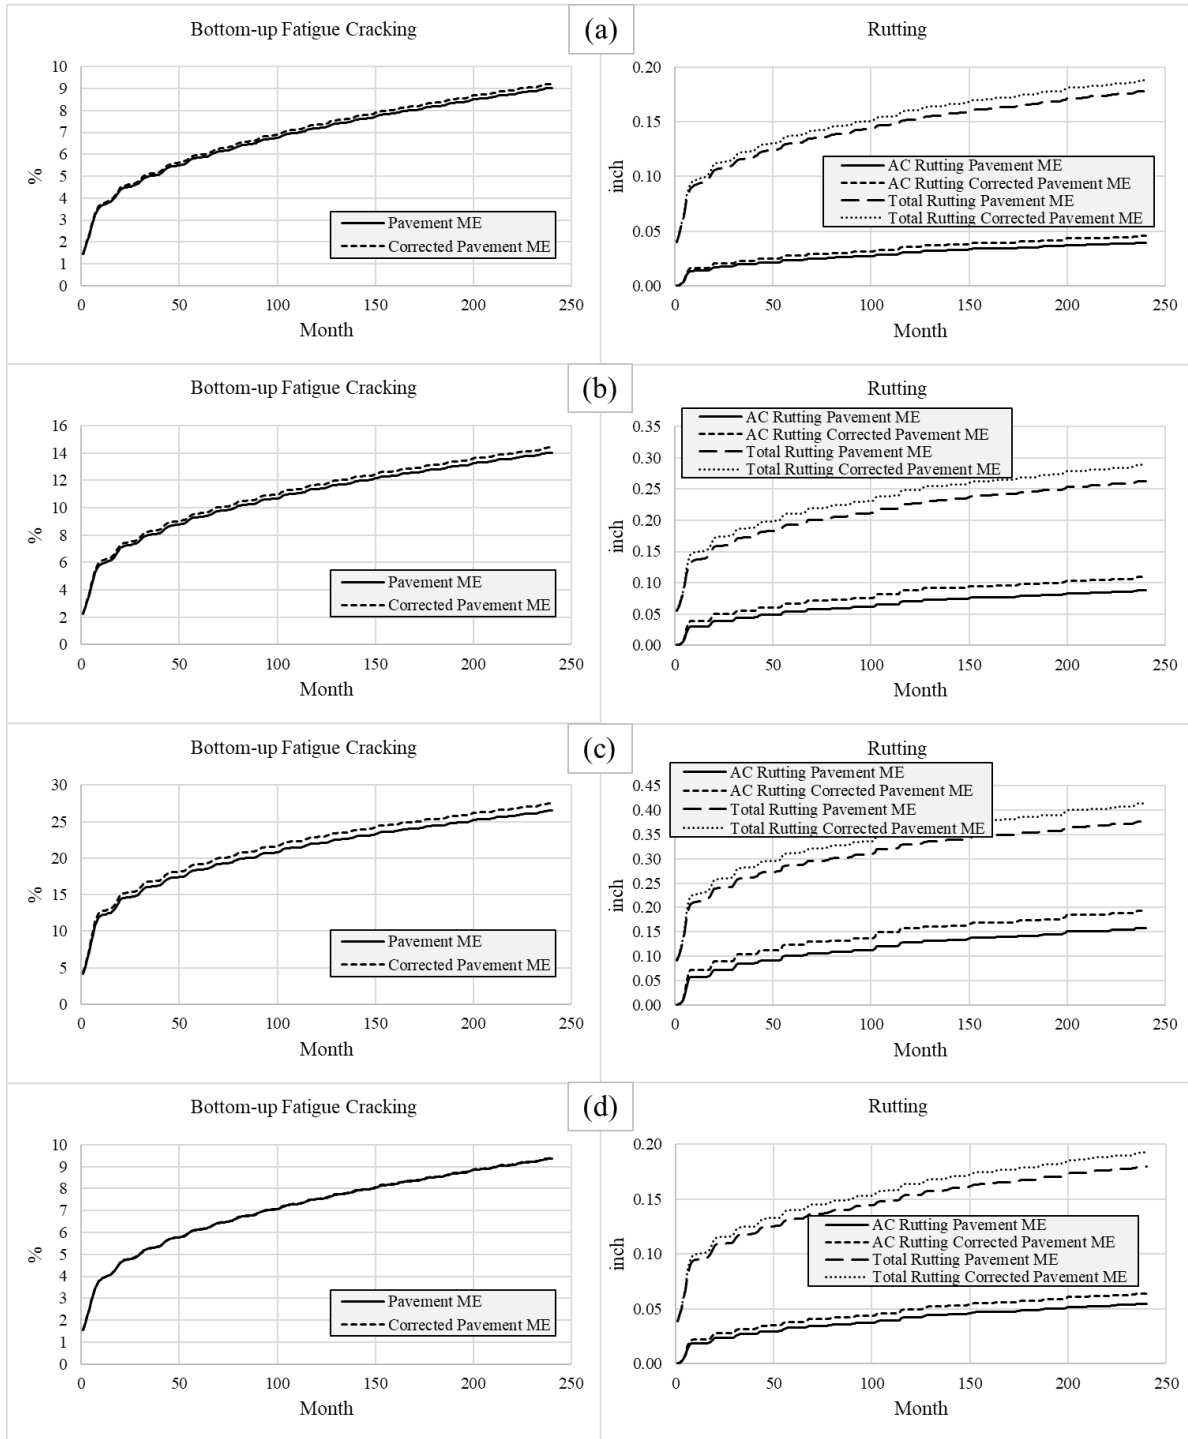 Bottom-up Fatigue Cracking
10
9
8
7
6
5
4
3
2
1
0
%
Pavement ME
Corrected Pavement ME
0 50 100 150 200 250
Month
(a)
Rutting
0.20
0.15
0.10
0.05
0.00
inch
AC Rutting Pavement ME
AC Rutting Corrected Pavement ME
Total Rutting Pavement ME
Total Rutting Corrected Pavement ME
0 50 100 150 200 250
Month
Bottom-up Fatigue Cracking
16
14
12
10
8
6
4
2
0
%
Pavement ME
Corrected Pavement ME
0 50 100 150 200 250
Month
(b)
Rutting
AC Rutting Pavement ME
AC Rutting Corrected Pavement ME
Total Rutting Pavement ME
Total Rutting Corrected Pavement ME
0.35
0.30
0.25
0.20
0.15
0.10
0.05
0.00
inch
0 50 100 150 200 250
Month
Bottom-up Fatigue Cracking
30
25
20
15
10
5
0
%
Pavement ME
Corrected Pavement ME
0 50 100 150 200 250
Month
(c)
Rutting
AC Rutting Pavement ME
AC Rutting Corrected Pavement ME
Total Rutting Pavement ME
Total Rutting Corrected Pavement ME
0.45
0.40
0.35
0.30
0.25
0.20
0.15
0.10
0.05
0.00
inch
0 50 100 150 200 250
Month
Bottom-up Fatigue Cracking
10
9
8
7
6
5
4
3
2
1
0
%
Pavement ME
Corrected Pavement ME
0 50 100 150 200 250
Month
(d)
Rutting
0.20
0.15
0.10
0.05
0.00
inch
AC Rutting Pavement ME
AC Rutting Corrected Pavement ME
Total Rutting Pavement ME
Total Rutting Corrected Pavement ME
0 50 100 150 200 250
Month